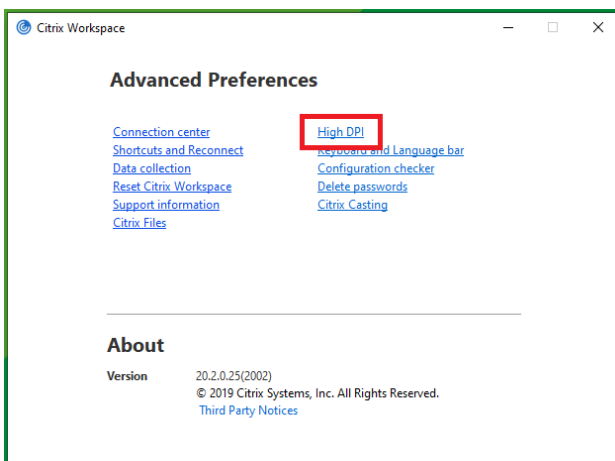 Citrix Workspace
Advanced Preferences
Connection center
High DPI
Shortcuts and Reconnect
Keyboard and Language bar
Data collection
Configuration checker
Reset Citrix Workspace
Delete passwords
Support information
Citrix Casting
Citrix Files
About
Version 20.2.0.25(2002)
© 2019 Citrix Systems, Inc. All Rights Reserved.
Third Party Notices